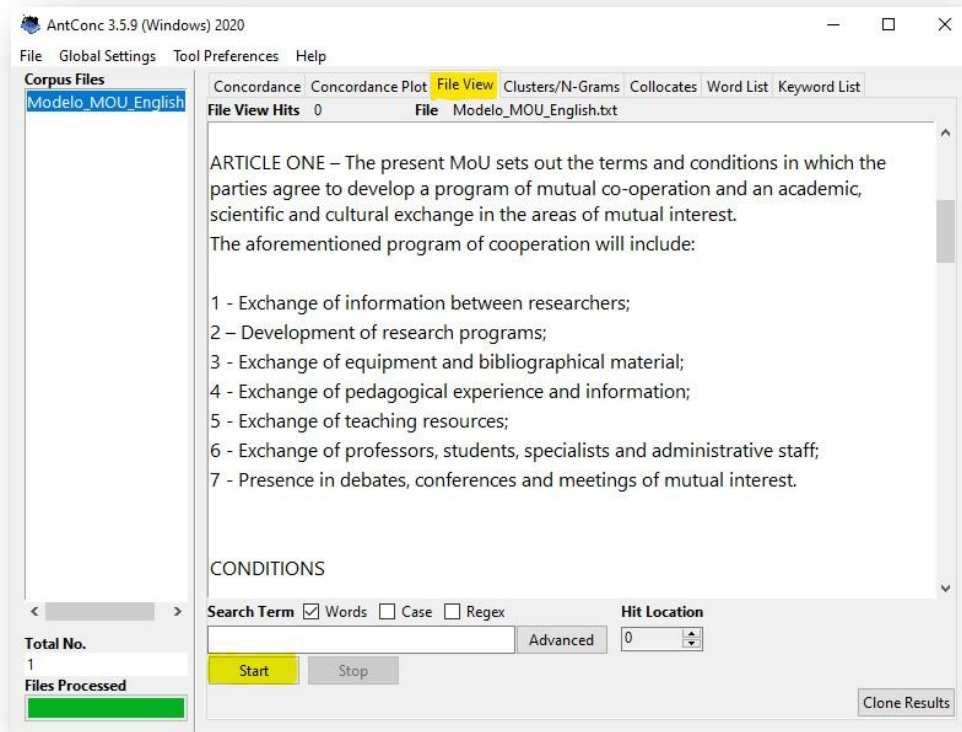 AntConc 3.5.9 (Windows) 2020
File Global Settings Tool Preferences Help
Corpus Files
Modelo_MOU_English
Total No.
1
Files Processed
Concordance Concordance Plot File View Clusters/N-Grams Collocates Word List Keyword List
File View Hits 0 File Modelo_MOU_English.txt
ARTICLE ONE – The present MoU sets out the terms and conditions in which the
parties agree to develop a program of mutual co-operation and an academic,
scientific and cultural exchange in the areas of mutual interest.
The aforementioned program of cooperation will include:
1 - Exchange of information between researchers;
2 – Development of research programs;
3 - Exchange of equipment and bibliographical material;
4 - Exchange of pedagogical experience and information;
5 - Exchange of teaching resources;
6 - Exchange of professors, students, specialists and administrative staff;
7 - Presence in debates, conferences and meetings of mutual interest.
CONDITIONS
Search Term Words Case Regex Hit Location
Advanced 0
Start Stop
Clone Results